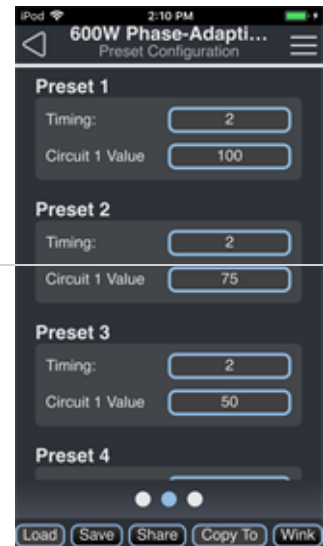 iPod 2:10 PM
600W Phase-Adapti...
Preset Configuration
Preset 1
Timing: 2
Circuit 1 Value 100
Preset 2
Timing: 2
Circuit 1 Value 75
Preset 3
Timing: 2
Circuit 1 Value 50
Preset 4
Load Save Share Copy To Wink